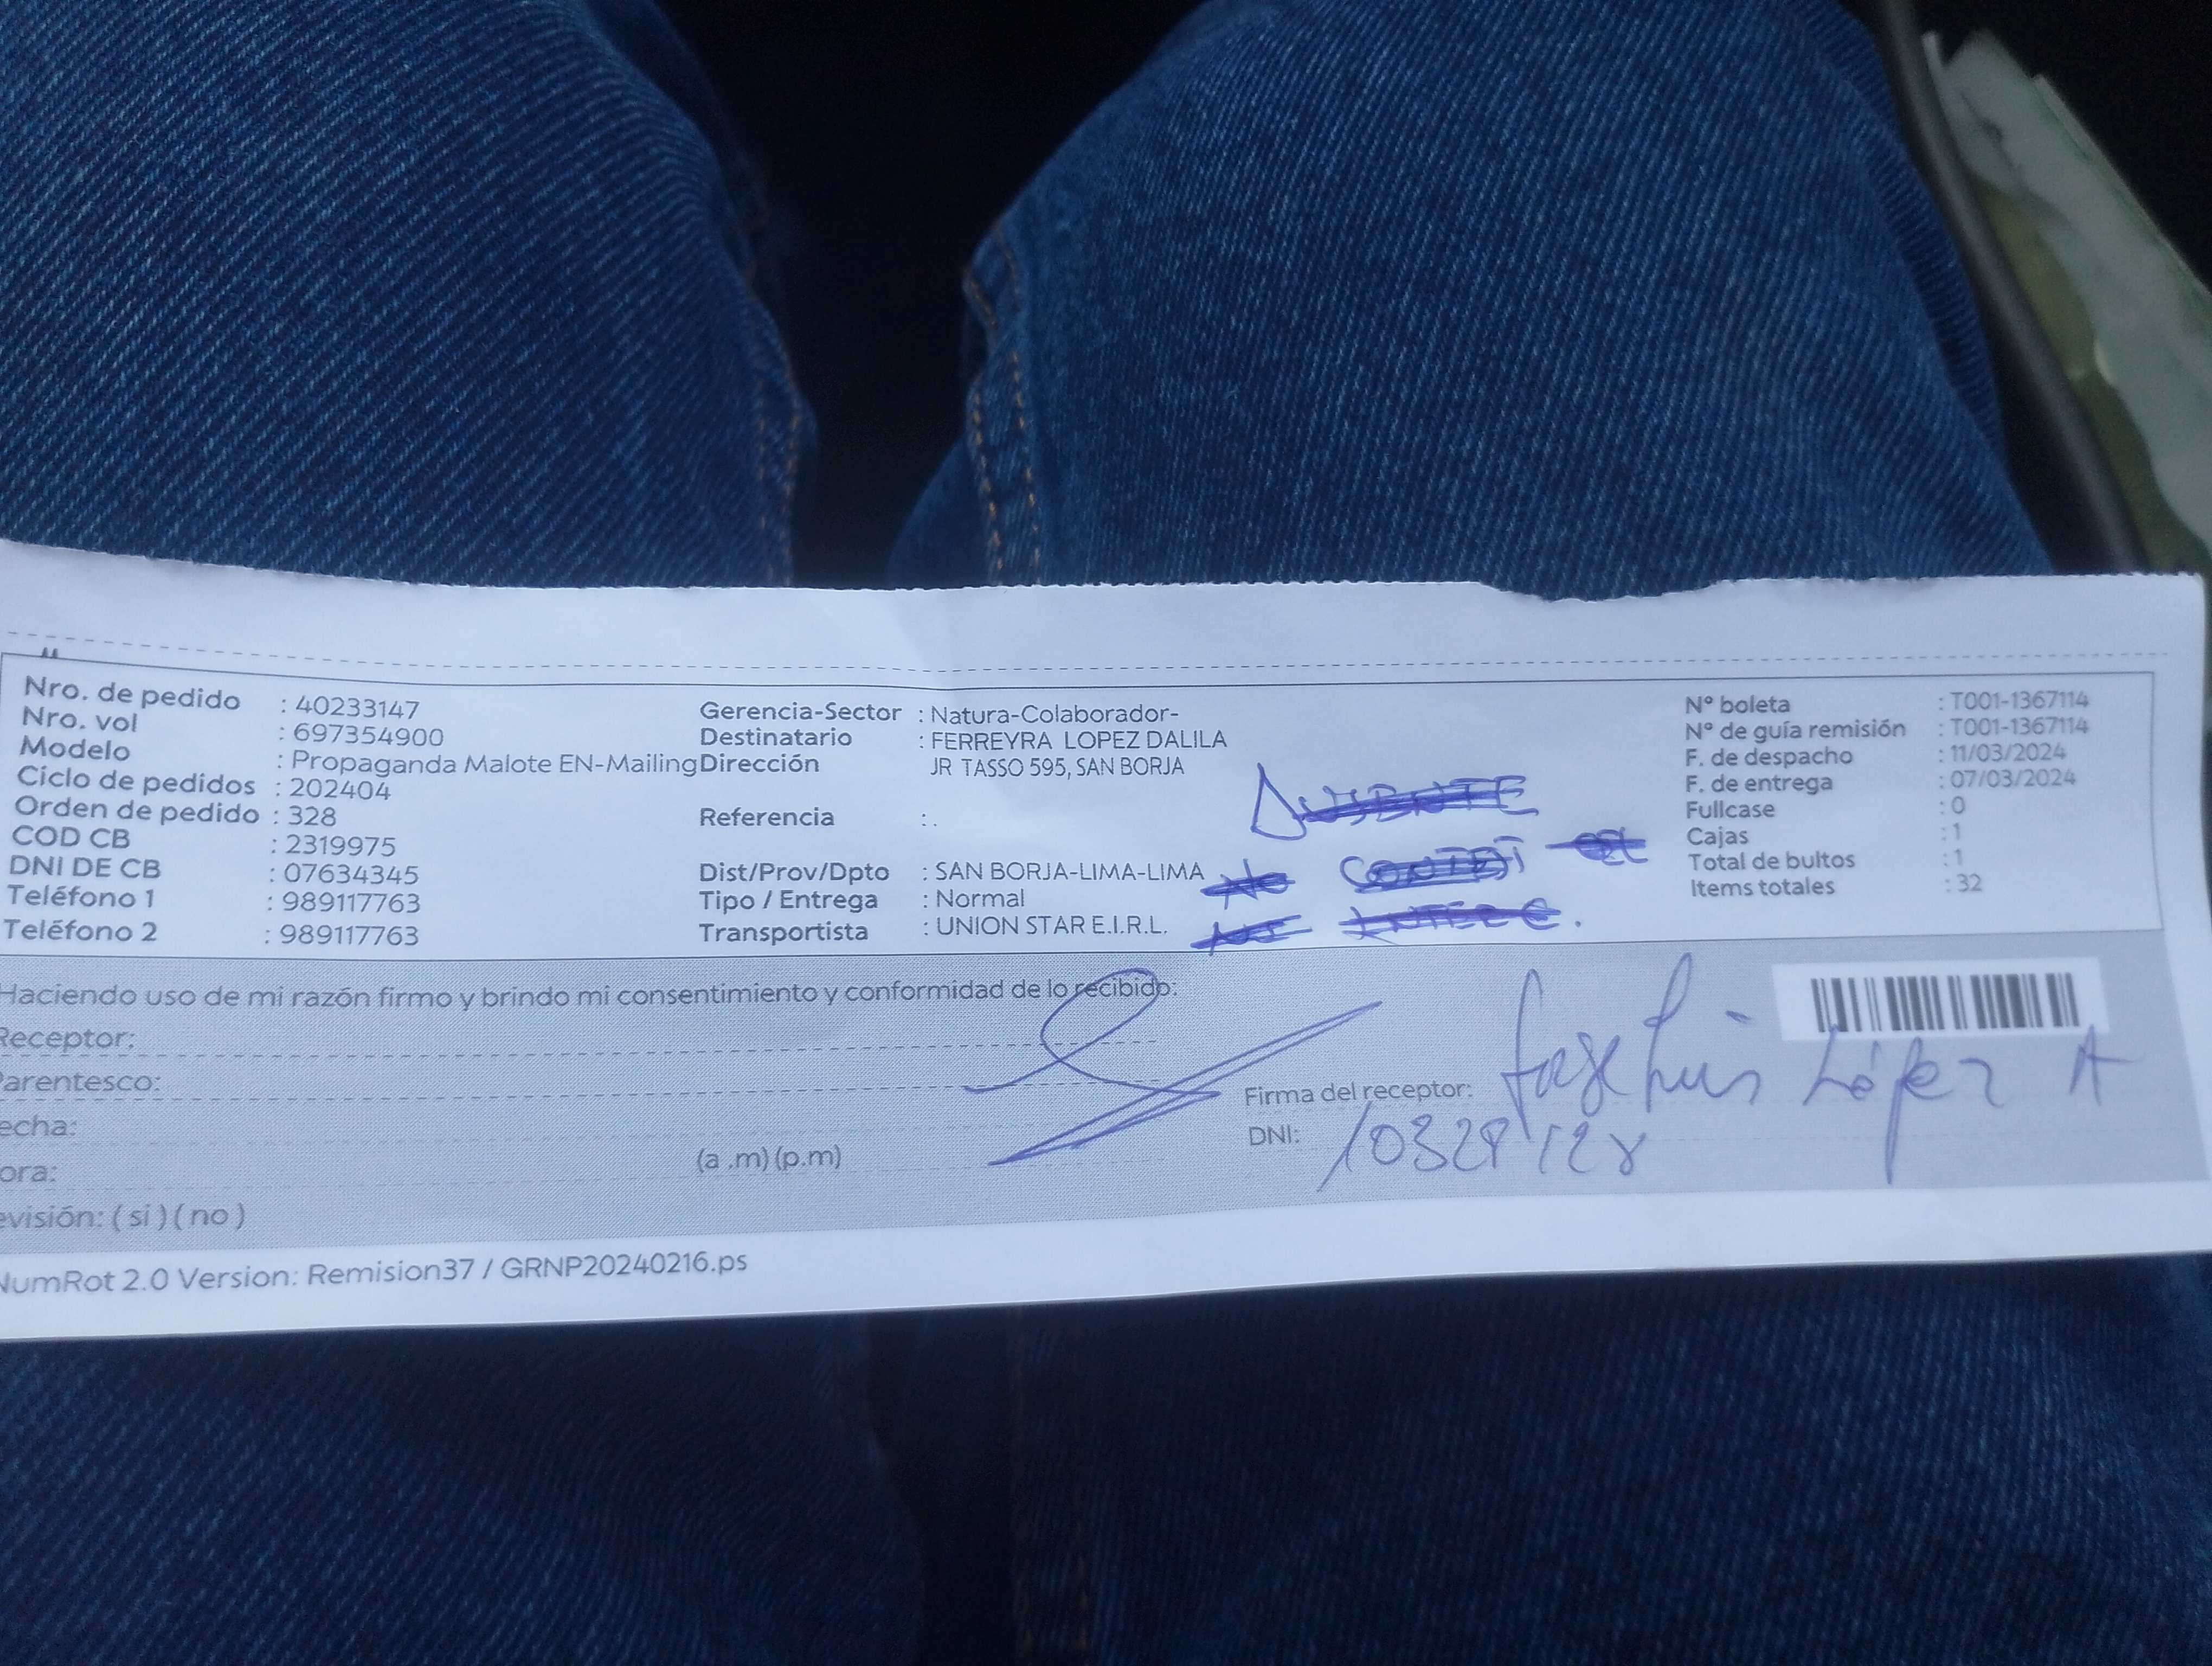 Nro. de pedido : 40233147
Nro. vol : 697354900
Modelo : Propaganda Malote EN-Mailing
Ciclo de pedidos : 202404
Orden de pedido : 328
COD CB : 2319975
DNI DE CB : 07634345
Teléfono 1 : 989117763
Teléfono 2 : 989117763
Gerencia-Sector : Natura-Colaborador-
Destinatario : FERREYRA LOPEZ DALILA
Dirección JR TASSO 595, SAN BORJA
Referencia : .
Dist/Prov/Dpto : SAN BORJA-LIMA-LIMA
Tipo / Entrega : Normal
Transportista : UNION STAR E.I.R.L.
AUSENTE
No
N° boleta : T001-1367114
N° de guía remisión : T001-1367114
F. de despacho : 11/03/2024
F. de entrega : 07/03/2024
Fullcase : 0
Cajas : 1
Total de bultos : 1
Items totales : 32
Haciendo uso de mi razón firmo y brindo mi consentimiento y conformidad de lo recibido:
Receptor:
arentesco:
echa:
ora: (a .m) (p.m)
evisión: ( si ) ( no )
Firma del receptor: Jose Luis López A
DNI:
NumRot 2.0 Version: Remision37 / GRNP20240216.ps